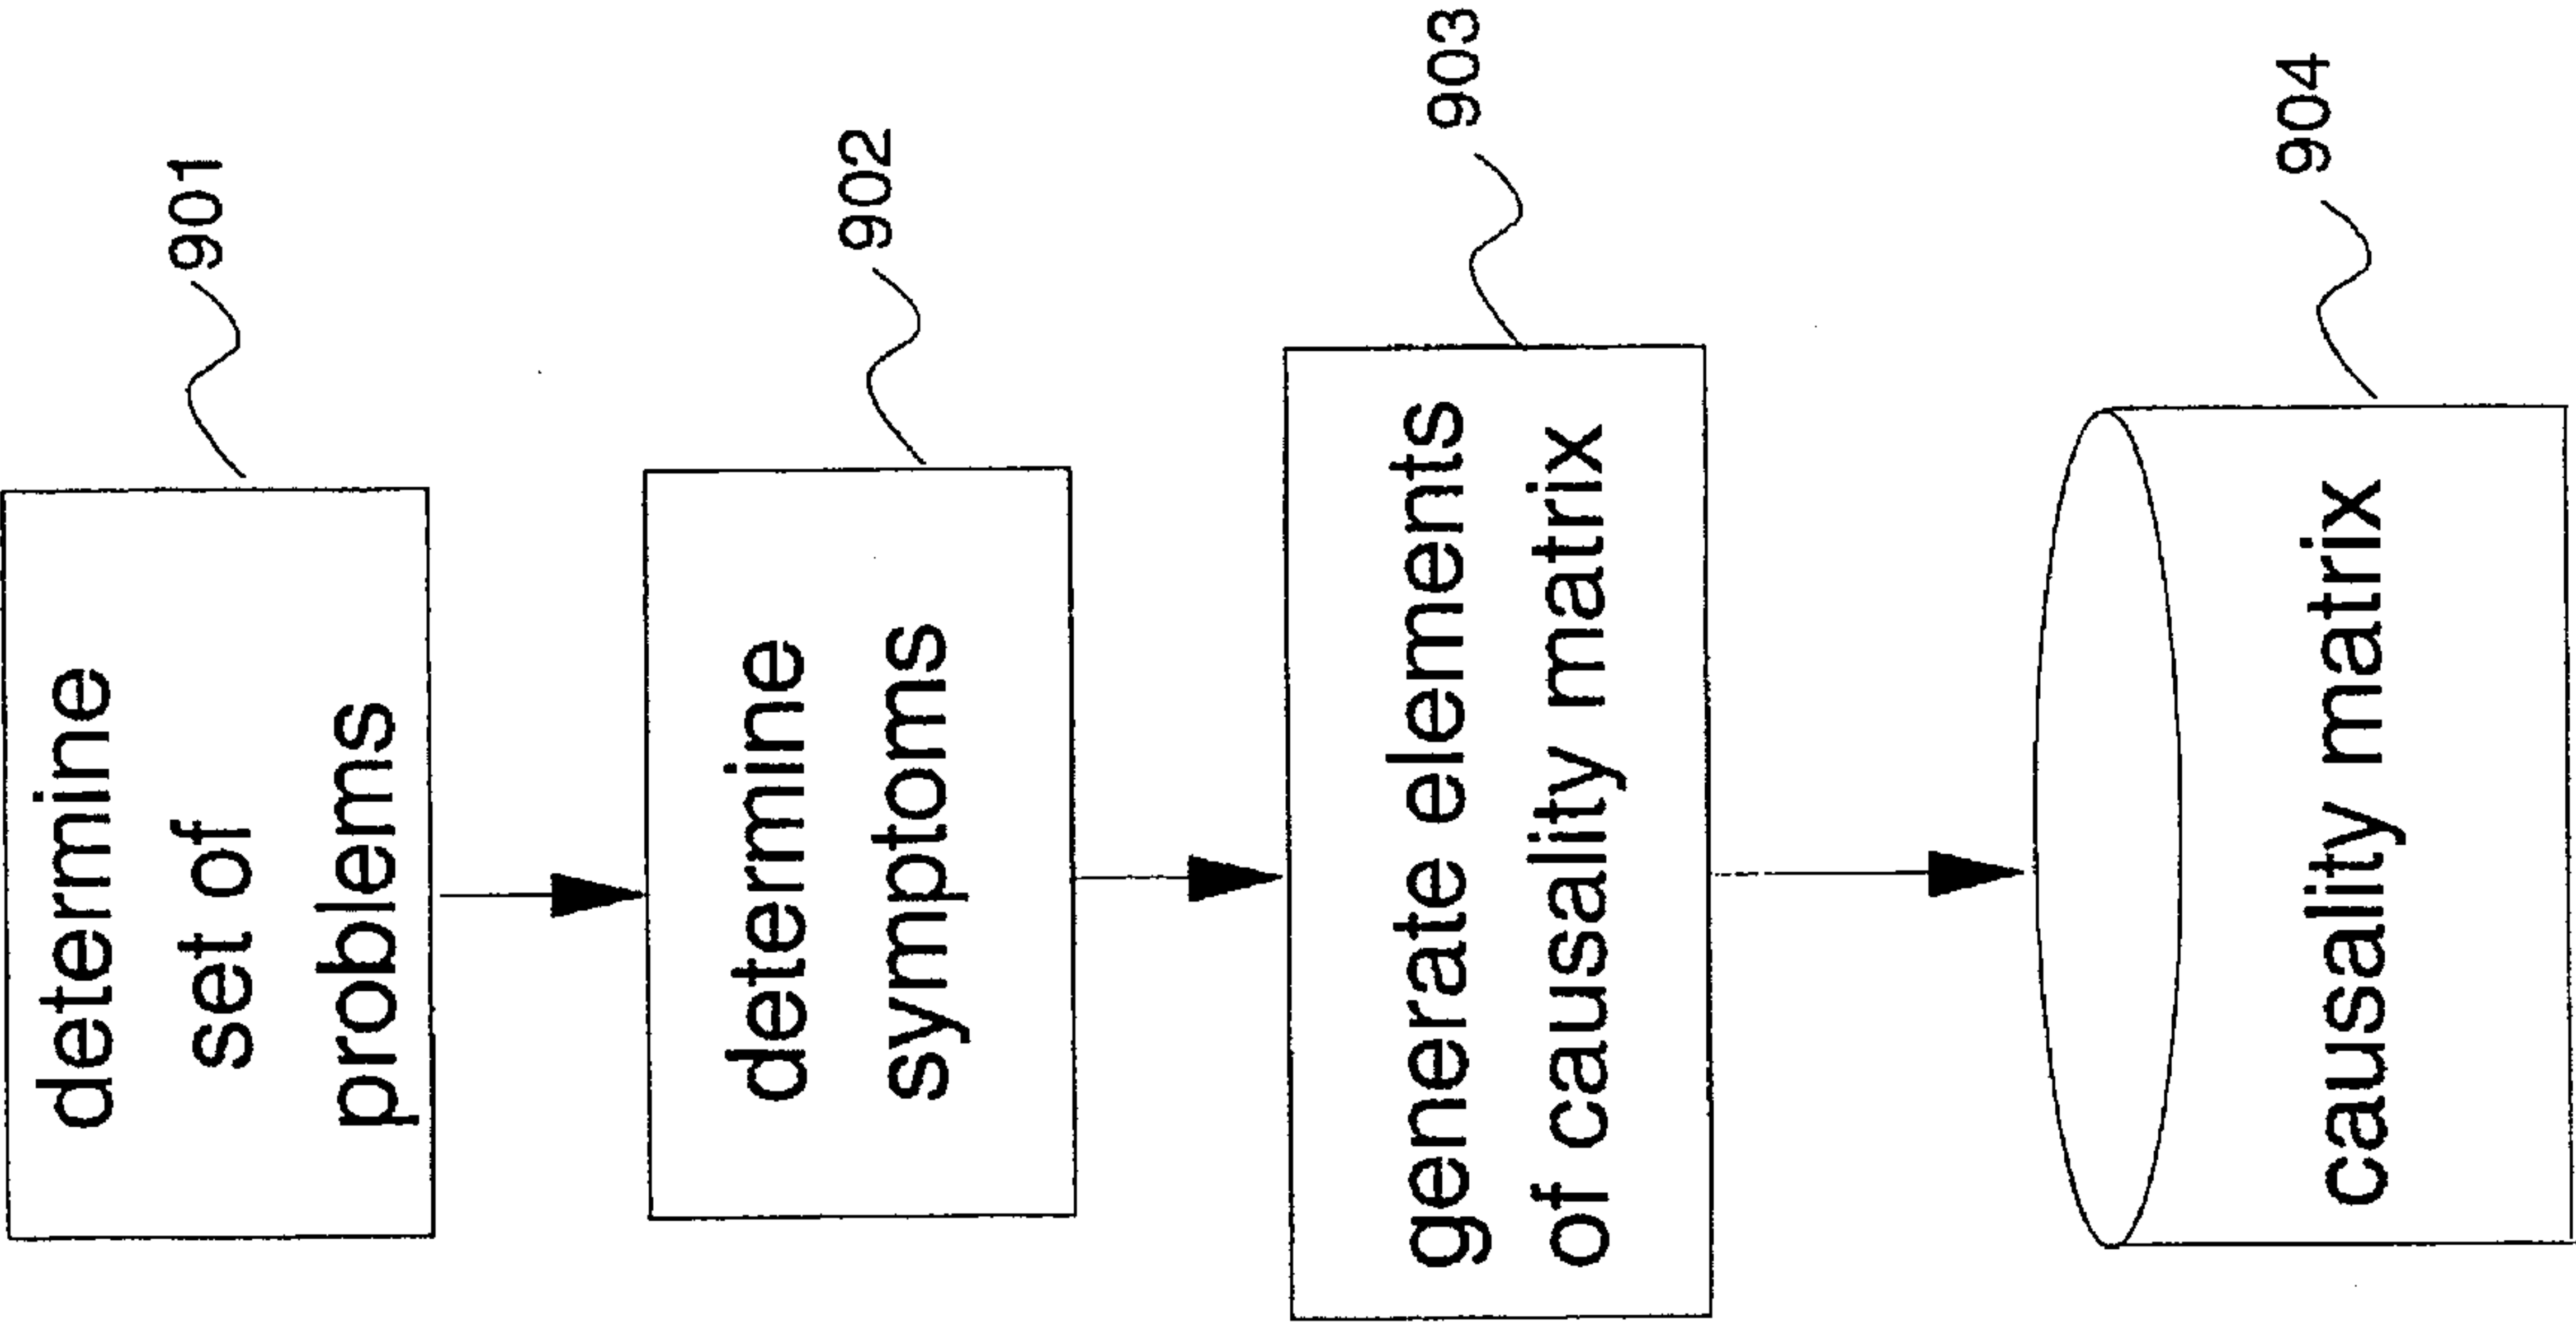 determine
set of
problems
901
determine
symptoms
902
generate elements
of causality matrix
903
causality matrix
904